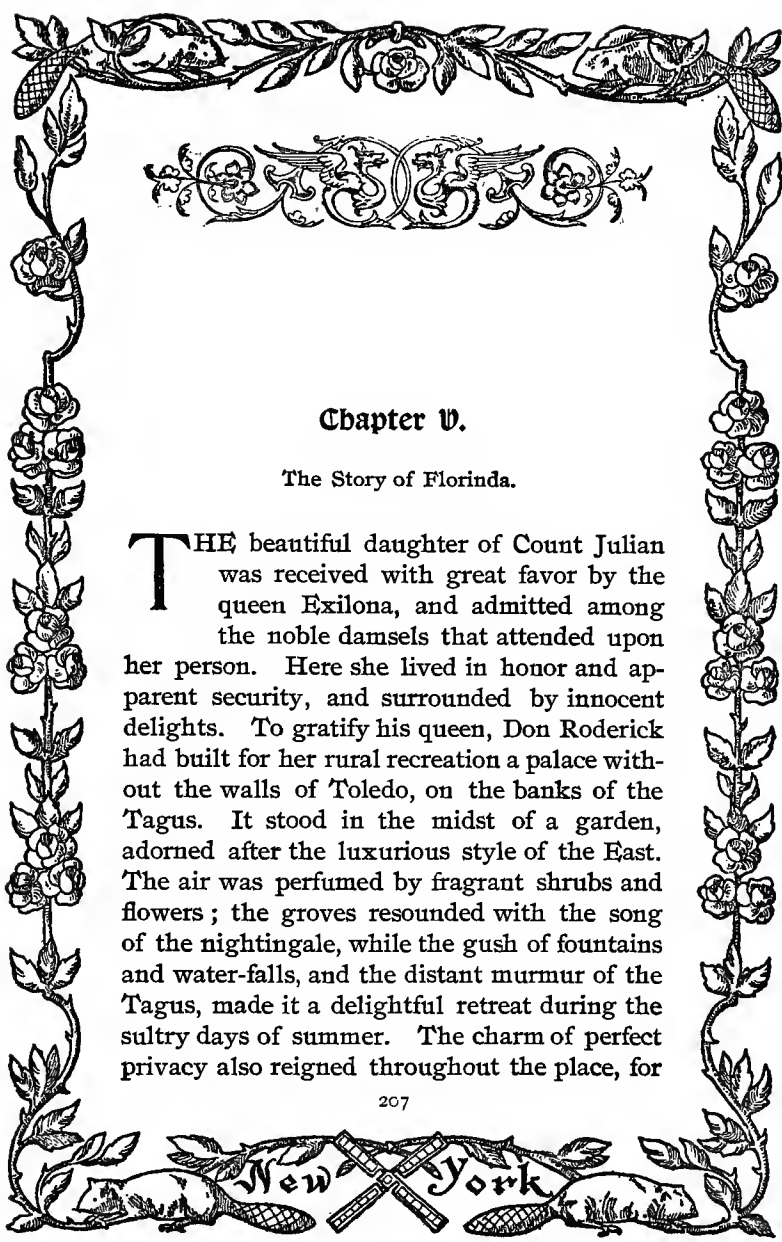 Chapter V.
The Story of Florinda.
THE beautiful daughter of Count Julian
was received with great favor by the
queen Exilona, and admitted among
the noble damsels that attended upon
her person. Here she lived in honor and ap-
parent security, and surrounded by innocent
delights. To gratify his queen, Don Roderick
had built for her rural recreation a palace with-
out the walls of Toledo, on the banks of the
Tagus. It stood in the midst of a garden,
adorned after the luxurious style of the East.
The air was perfumed by fragrant shrubs and
flowers ; the groves resounded with the song
of the nightingale, while the gush of fountains
and water-falls, and the distant murmur of the
Tagus, made it a delightful retreat during the
sultry days of summer. The charm of perfect
privacy also reigned throughout the place, for
207
New York